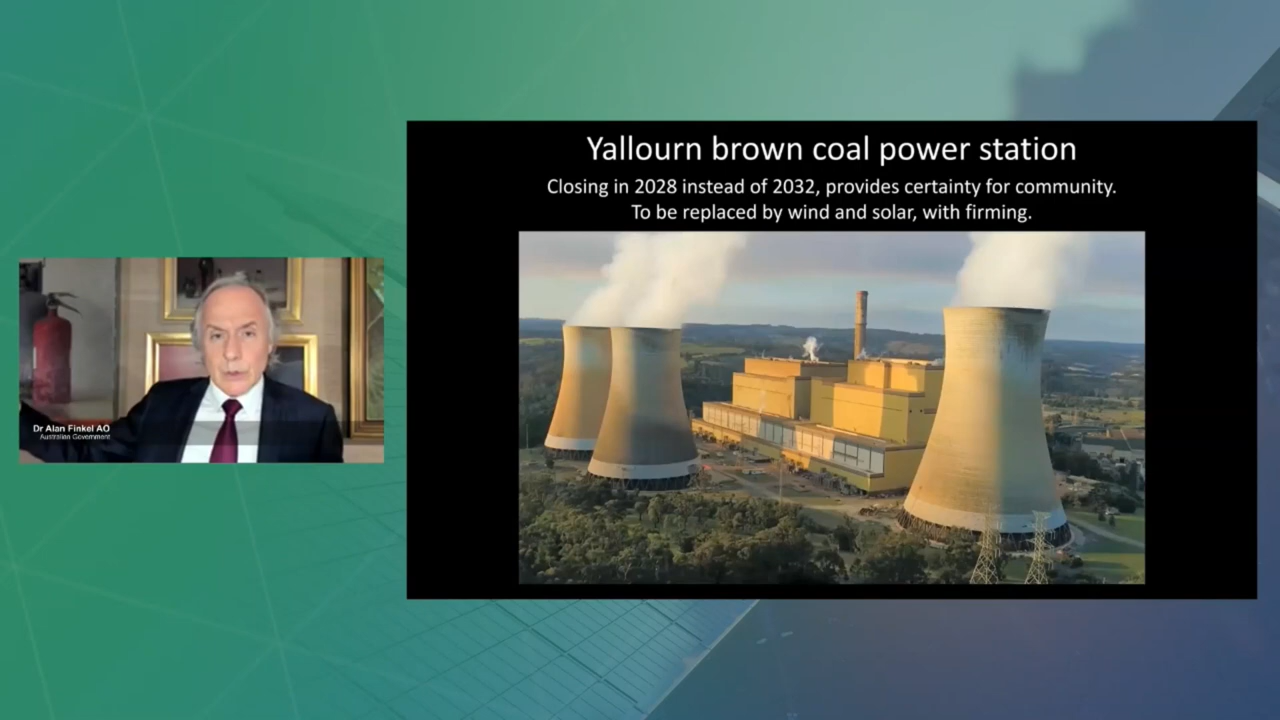 Yallourn brown coal power station
Closing in 2028 instead of 2032, provides certainty for community.
To be replaced by wind and solar, with firming.
Dr Alan Finkel AO
Australian Government